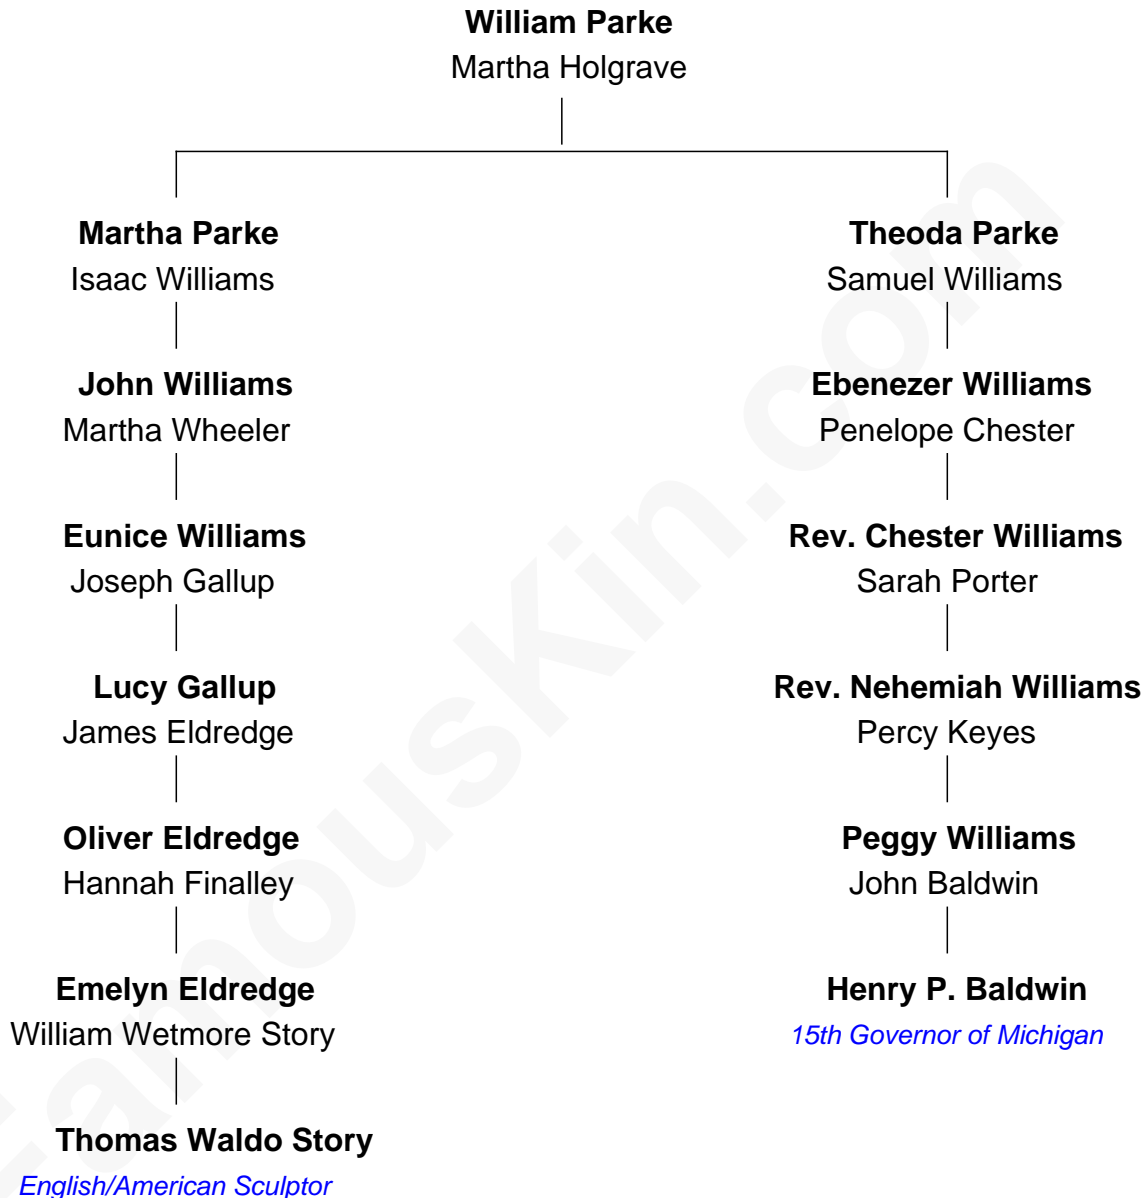 William Parke
Martha Holgrave
Martha Parke
Isaac Williams
Theoda Parke
Samuel Williams
John Williams
Martha Wheeler
Ebenezer Williams
Penelope Chester
Eunice Williams
Joseph Gallup
Rev. Chester Williams
Sarah Porter
Lucy Gallup
James Eldredge
Rev. Nehemiah Williams
Percy Keyes
Oliver Eldredge
Hannah Finalley
Peggy Williams
John Baldwin
Emelyn Eldredge
William Wetmore Story
Henry P. Baldwin
15th Governor of Michigan
Thomas Waldo Story
English/American Sculptor
FamousKin.com